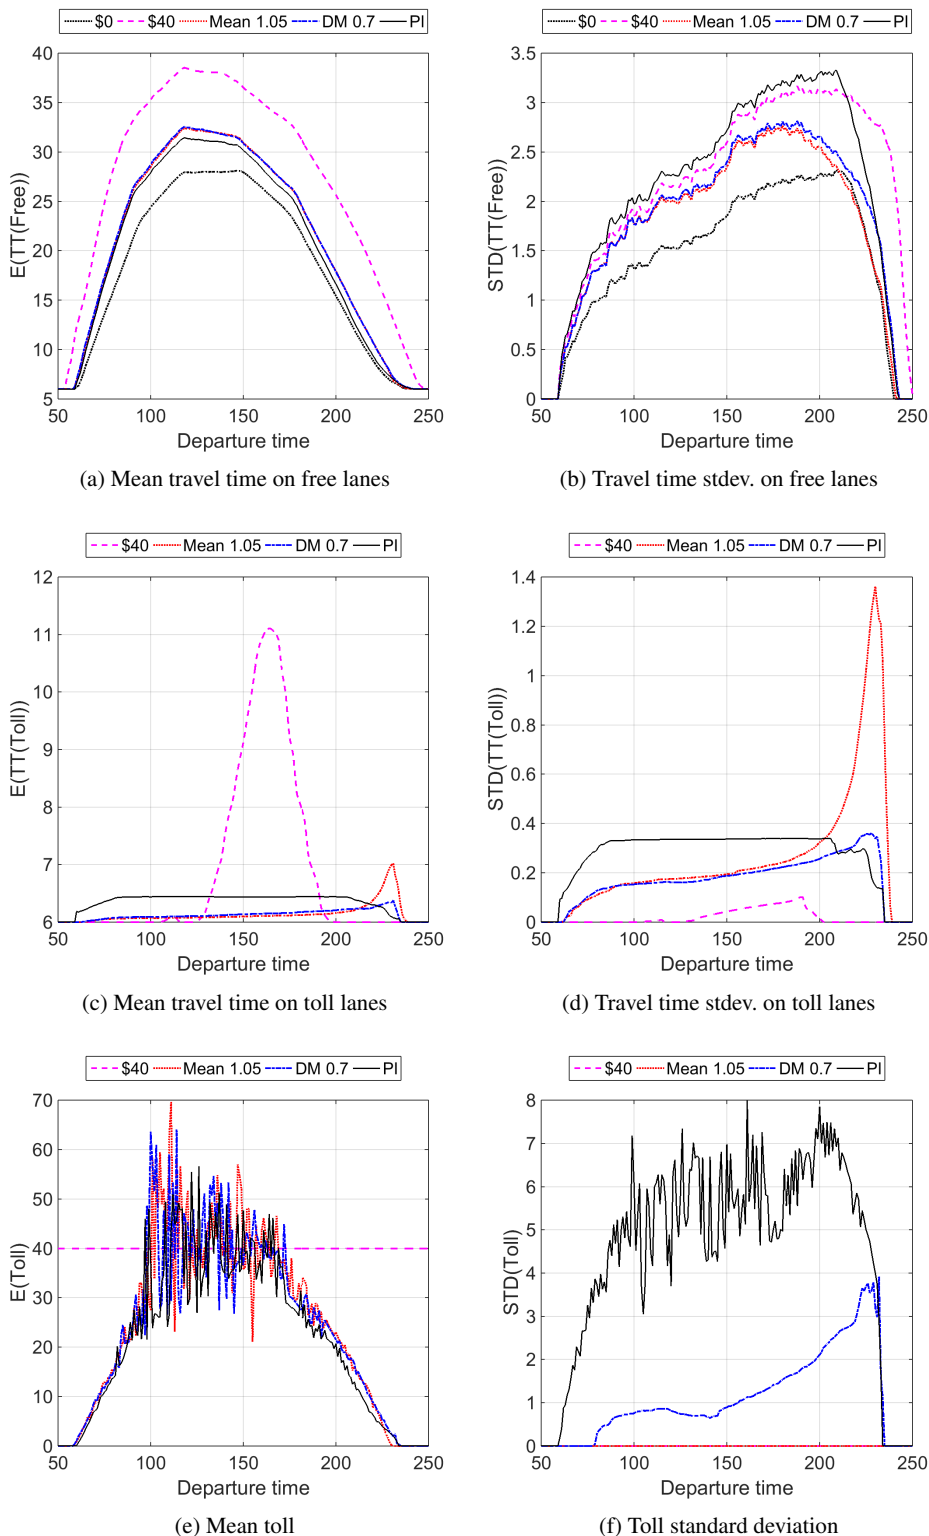 $0 $40 Mean 1.05 DM 0.7 PI
40
35
30
25
20
15
10
5
50 100 150 200 250
E(TT(Free))
Departure time
(a) Mean travel time on free lanes
$0 $40 Mean 1.05 DM 0.7 PI
3.5
3
2.5
2
1.5
1
0.5
0
50 100 150 200 250
STD(TT(Free))
Departure time
(b) Travel time stdev. on free lanes
$40 Mean 1.05 DM 0.7 PI
12
11
10
9
8
7
6
5
50 100 150 200 250
E(TT(Toll))
Departure time
(c) Mean travel time on toll lanes
$40 Mean 1.05 DM 0.7 PI
1.4
1.2
1
0.8
0.6
0.4
0.2
0
50 100 150 200 250
STD(TT(Toll))
Departure time
(d) Travel time stdev. on toll lanes
$40 Mean 1.05 DM 0.7 PI
70
60
50
40
30
20
10
0
50 100 150 200 250
E(Toll)
Departure time
(e) Mean toll
$40 Mean 1.05 DM 0.7 PI
8
7
6
5
4
3
2
1
0
50 100 150 200 250
STD(Toll)
Departure time
(f) Toll standard deviation